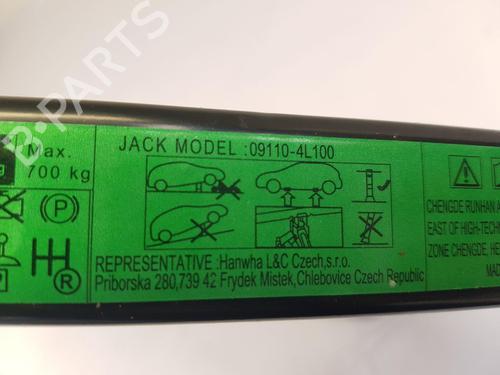 B-PARTS
Max.
700 kg
P
R
JACK MODEL :09110-4L100
REPRESENTATIVE :Hanwha L&C Czech,s.r.o.
Priborska 280,739 42 Frydek Mistek,Chlebovice Czech Republic
CHENGDE RUNHAN A
EAST OF HIGH-TECH
ZONE CHENGDE, HE
MAD